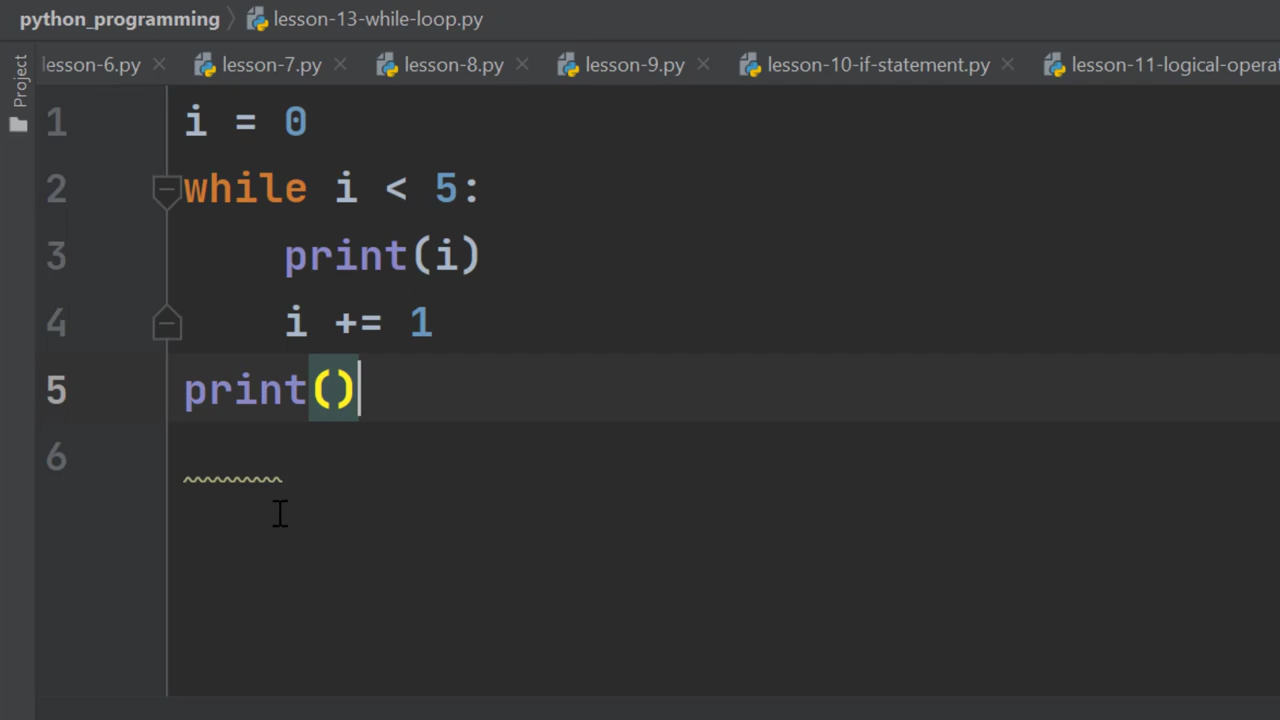 python_programming lesson-13-while-loop.py
Project
lesson-6.py lesson-7.py lesson-8.py lesson-9.py lesson-10-if-statement.py lesson-11-logical-operat
1 i = 0
2 while i < 5:
3     print(i)
4     i += 1
5 print()
6